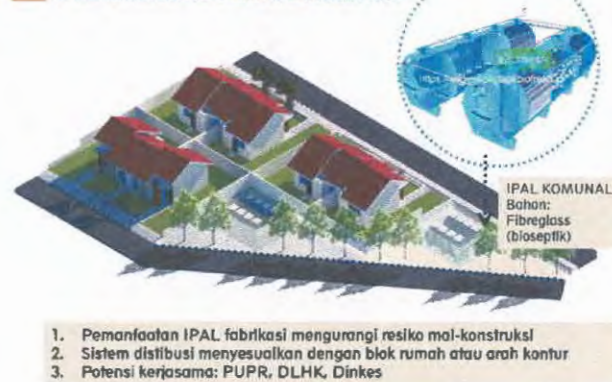 IPAL KOMUNAL
Bahan:
Fibreglass
(bioseptik)
1. Pemanfaatan IPAL fabrikasi mengurangi resiko mal-konstruksi
2. Sistem distibusi menyesuaikan dengan blok rumah atau arah kontur
3. Potensi kerjasama: PUPR, DLHK, Dinkes